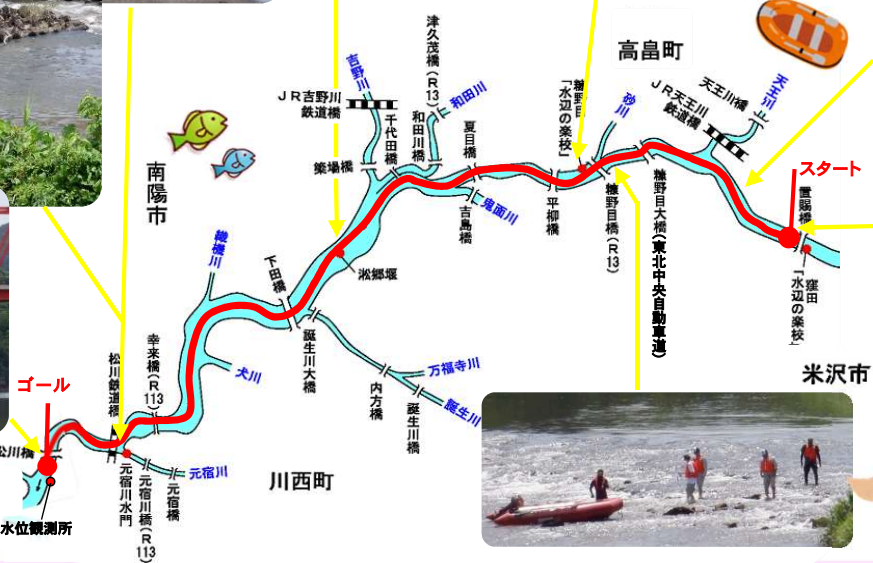 高畠町
天王川
天王川橋
JR天王川
鉄道橋
スタート
置賜橋
窪田
「水辺の楽校」
米沢市
糠野目大橋(東北中央自動車道)
糠野目橋(R13)
砂川
糠野目
「水辺の楽校」
平柳橋
夏目橋
吉島橋
鬼面川
津久茂橋(R13)
和田川
和田川橋
千代田橋
吉野川
JR吉野川
鉄道橋
簗場橋
南陽市
淞郷堰
下田橋
誕生川大橋
内方橋
万福寺川
誕生川橋
誕生川
織機川
犬川
川西町
幸来橋(R113)
松川鉄道橋
元宿川
元宿橋
元宿川橋(R113)
元宿川水門
ゴール
松川橋
水位観測所